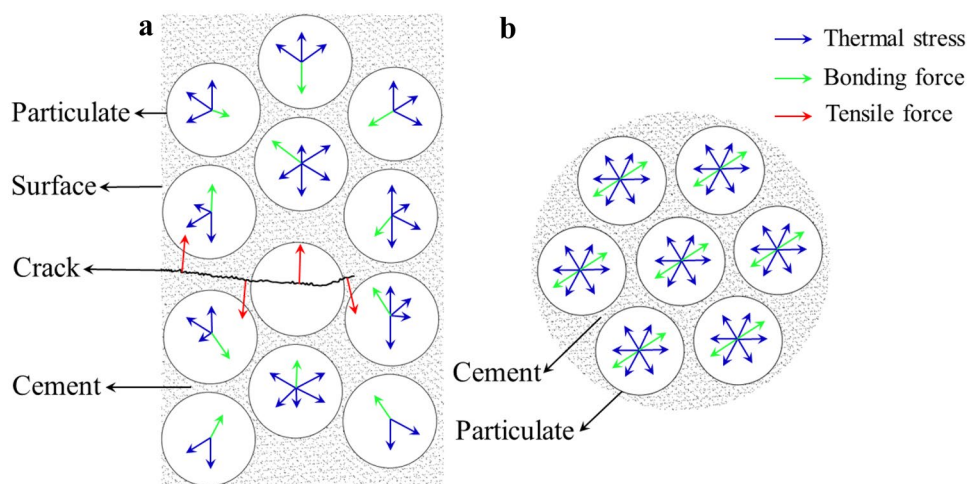 a
Particulate
Surface
Crack
Cement
b
Thermal stress
Bonding force
Tensile force
Cement
Particulate